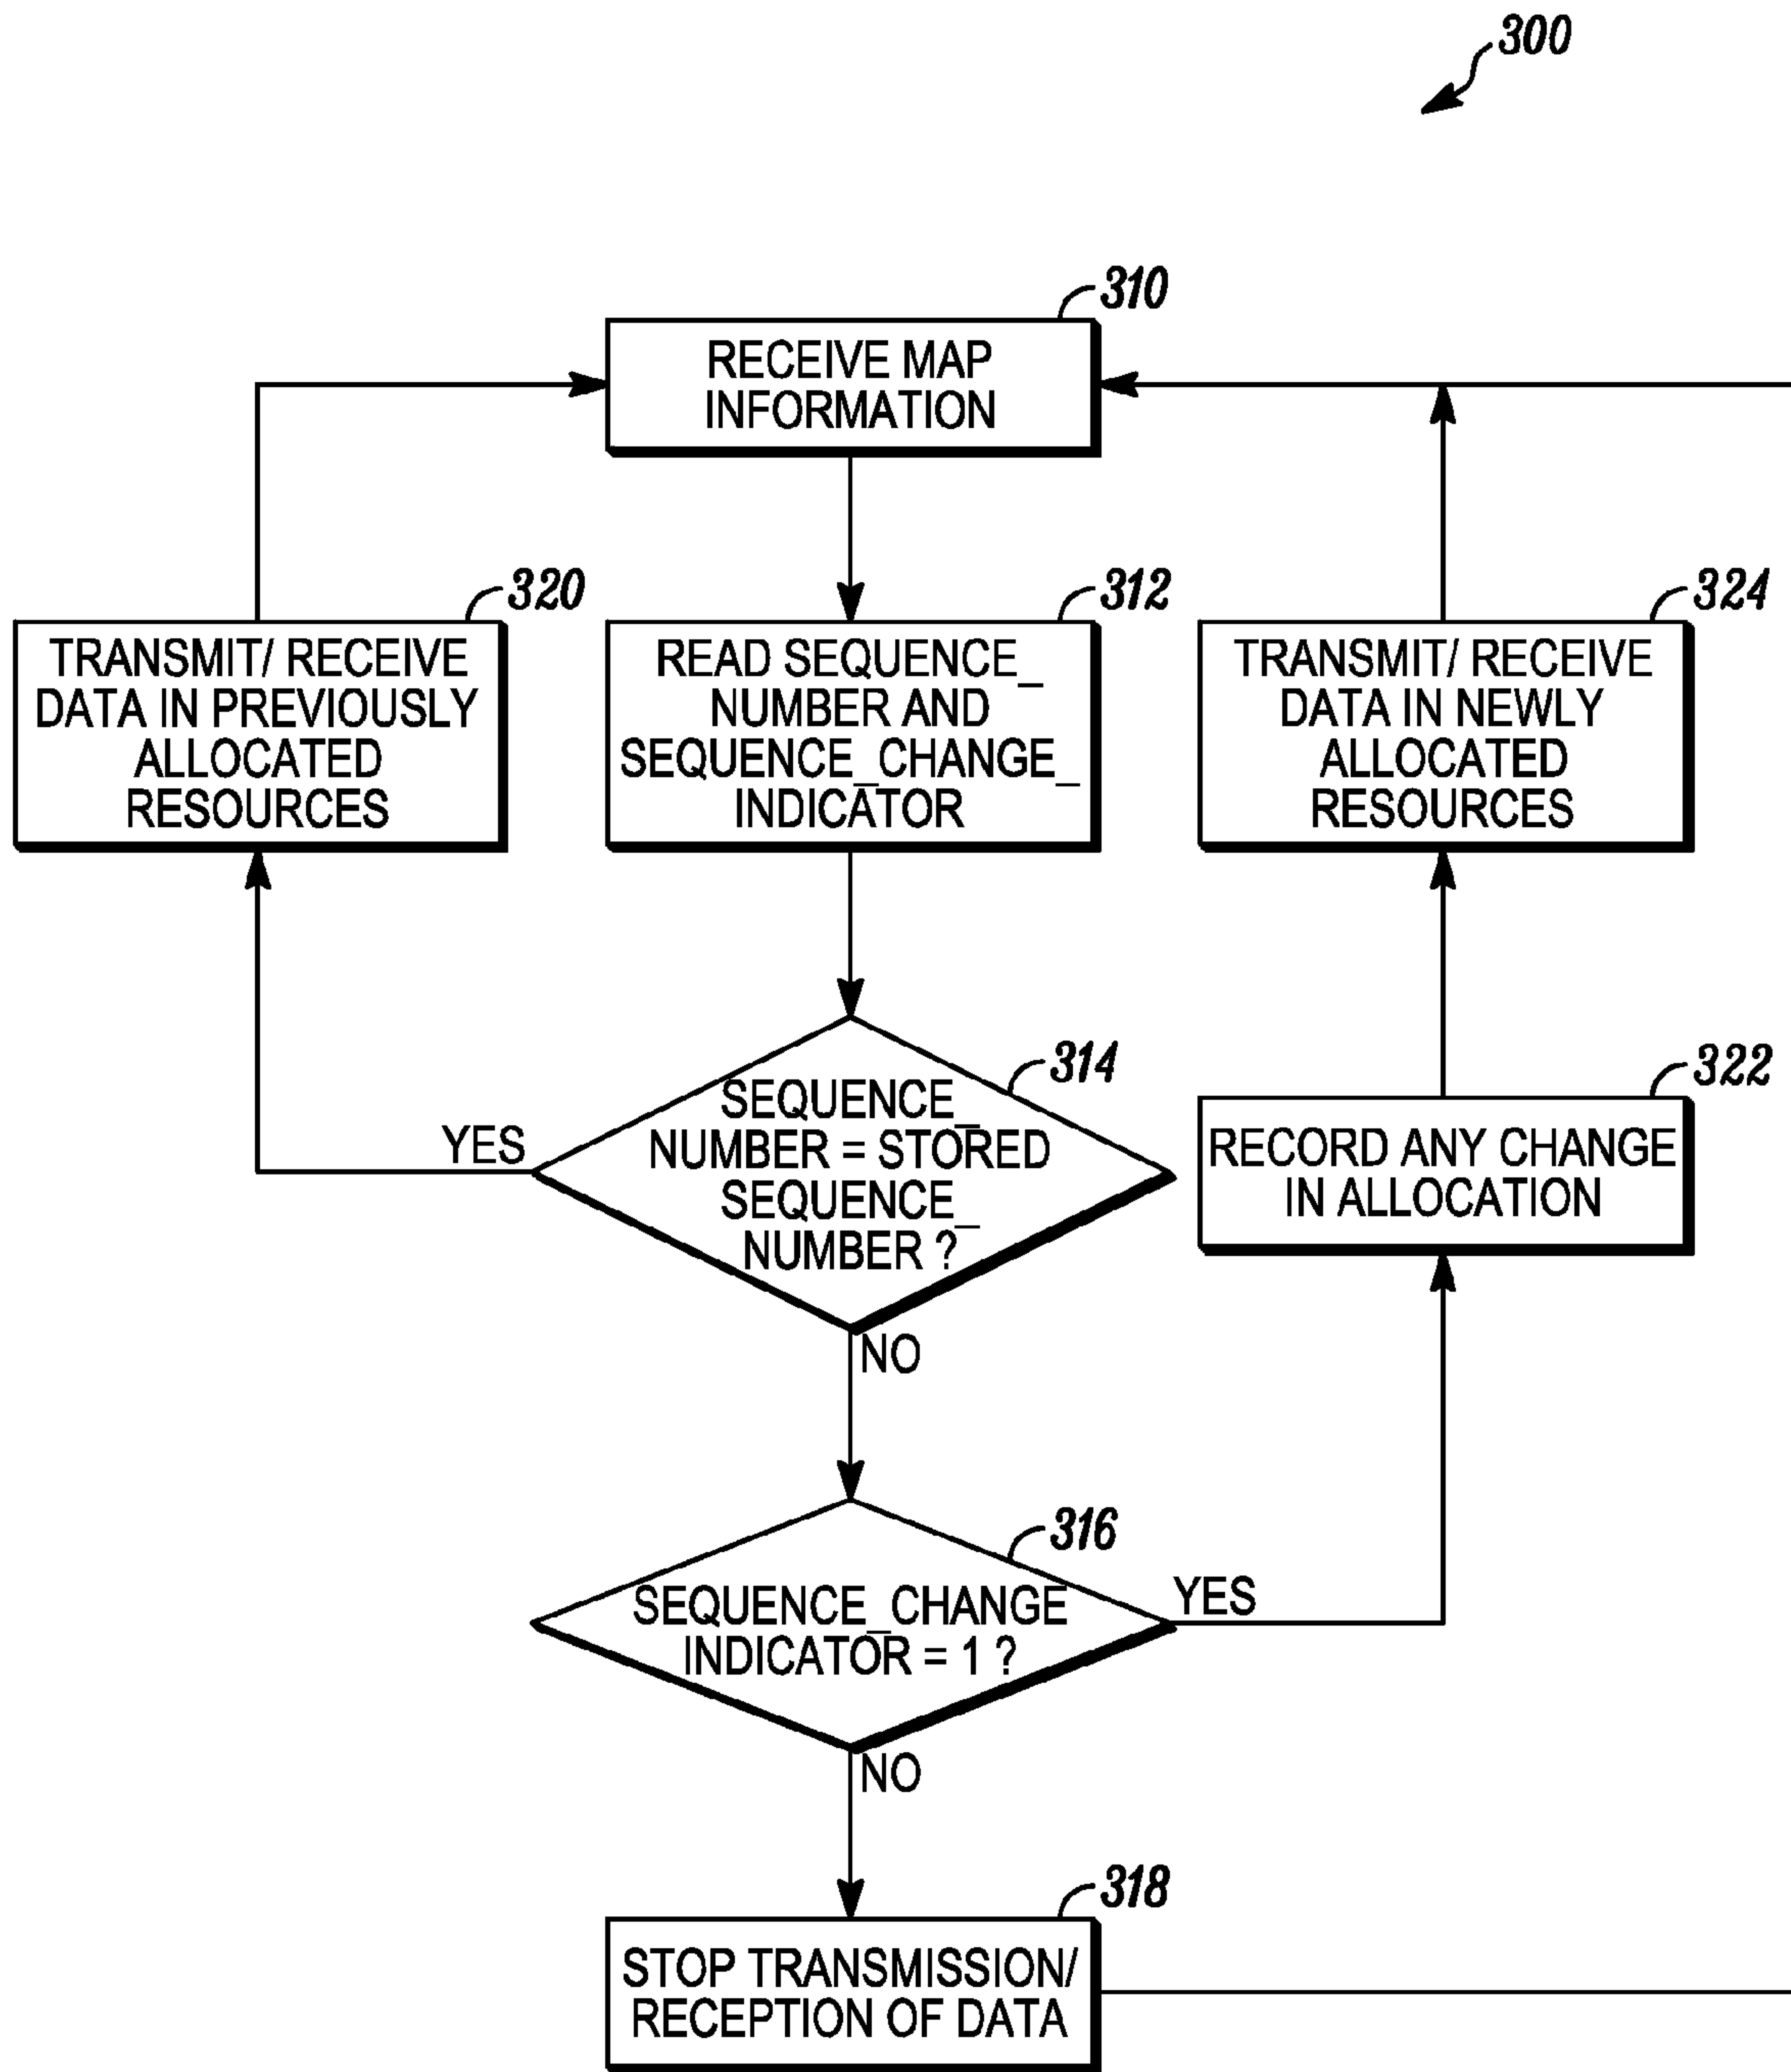 300
310
RECEIVE MAP
INFORMATION
320
TRANSMIT/ RECEIVE
DATA IN PREVIOUSLY
ALLOCATED
RESOURCES
312
READ SEQUENCE_
NUMBER AND
SEQUENCE_CHANGE_
INDICATOR
324
TRANSMIT/ RECEIVE
DATA IN NEWLY
ALLOCATED
RESOURCES
314
SEQUENCE_
NUMBER = STORED
SEQUENCE_
NUMBER ?
YES
NO
322
RECORD ANY CHANGE
IN ALLOCATION
316
SEQUENCE_CHANGE
INDICATOR = 1 ?
YES
NO
318
STOP TRANSMISSION/
RECEPTION OF DATA